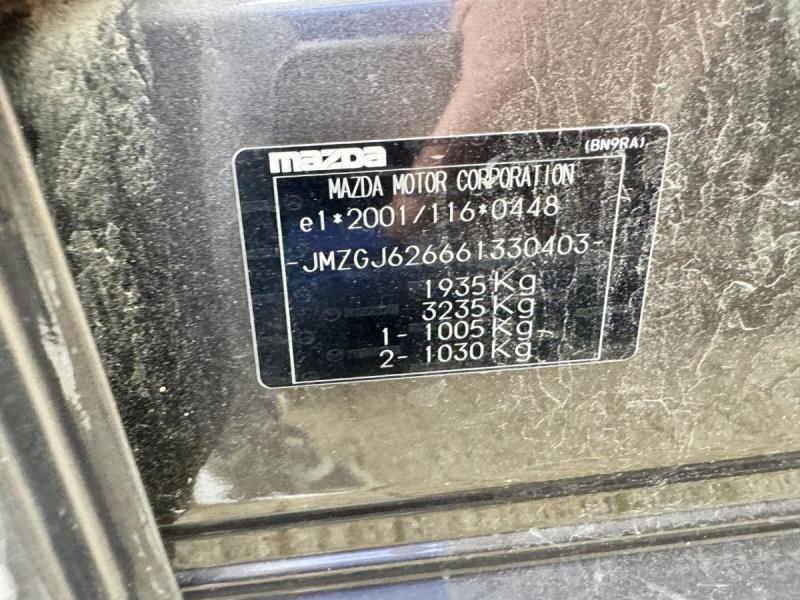 mazda
(BN9RA)
MAZDA MOTOR CORPORATION
e1*2001/116*0448
-JMZGJ626661330403-
1935Kg
3235Kg
1- 1005Kg
2- 1030Kg